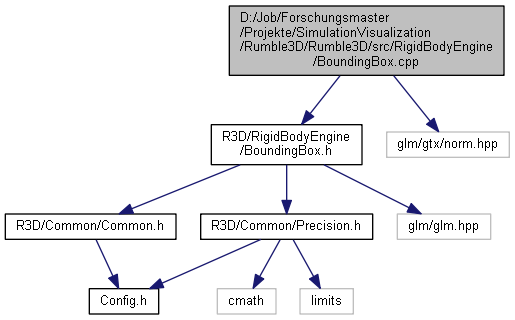 D:/Job/Forschungsmaster
/Projekte/SimulationVisualization
/Rumble3D/Rumble3D/src/RigidBodyEngine
/BoundingBox.cpp
R3D/RigidBodyEngine
/BoundingBox.h
glm/gtx/norm.hpp
R3D/Common/Common.h
R3D/Common/Precision.h
glm/glm.hpp
Config.h
cmath
limits